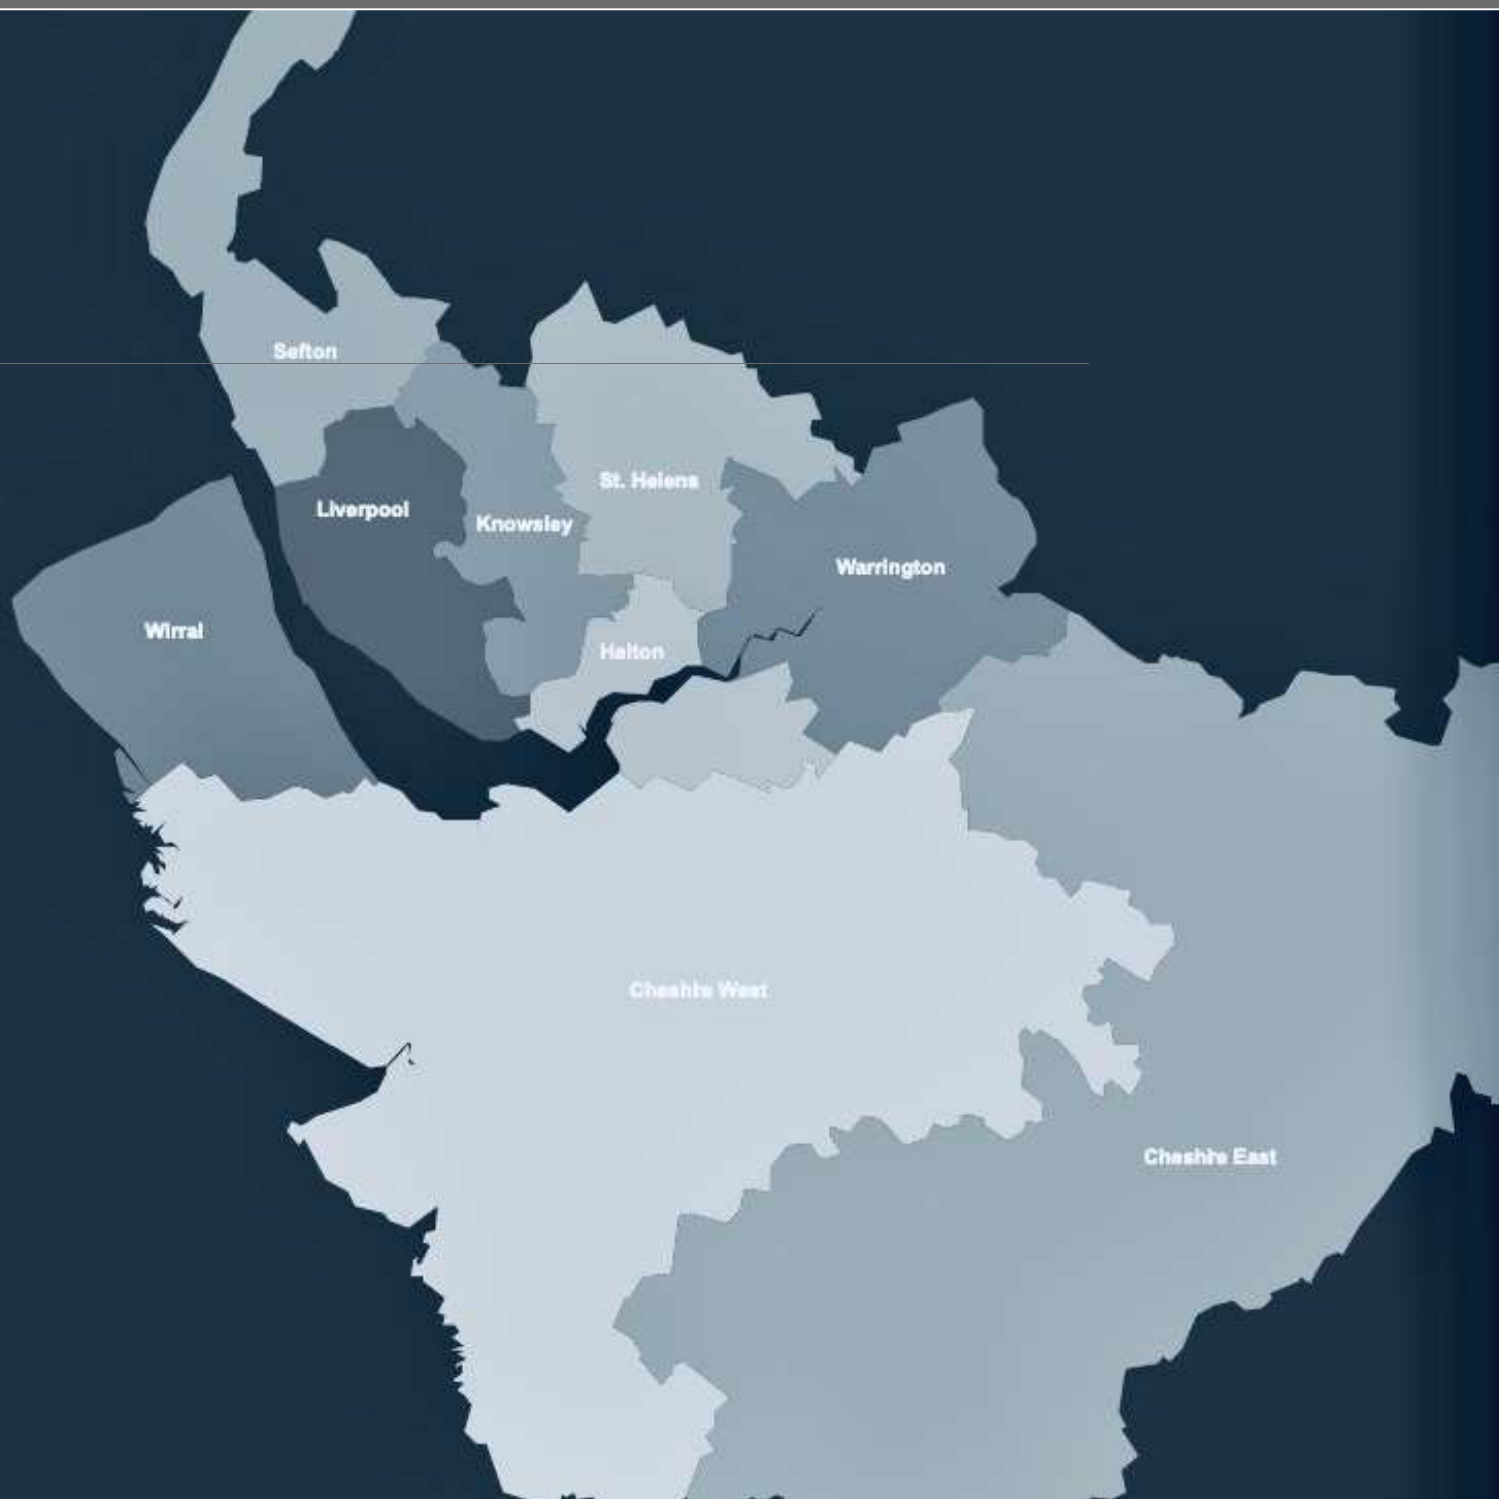 Sefton
St. Helens
Liverpool
Knowsley
Warrington
Wirral
Halton
Cheshire West
Cheshire East